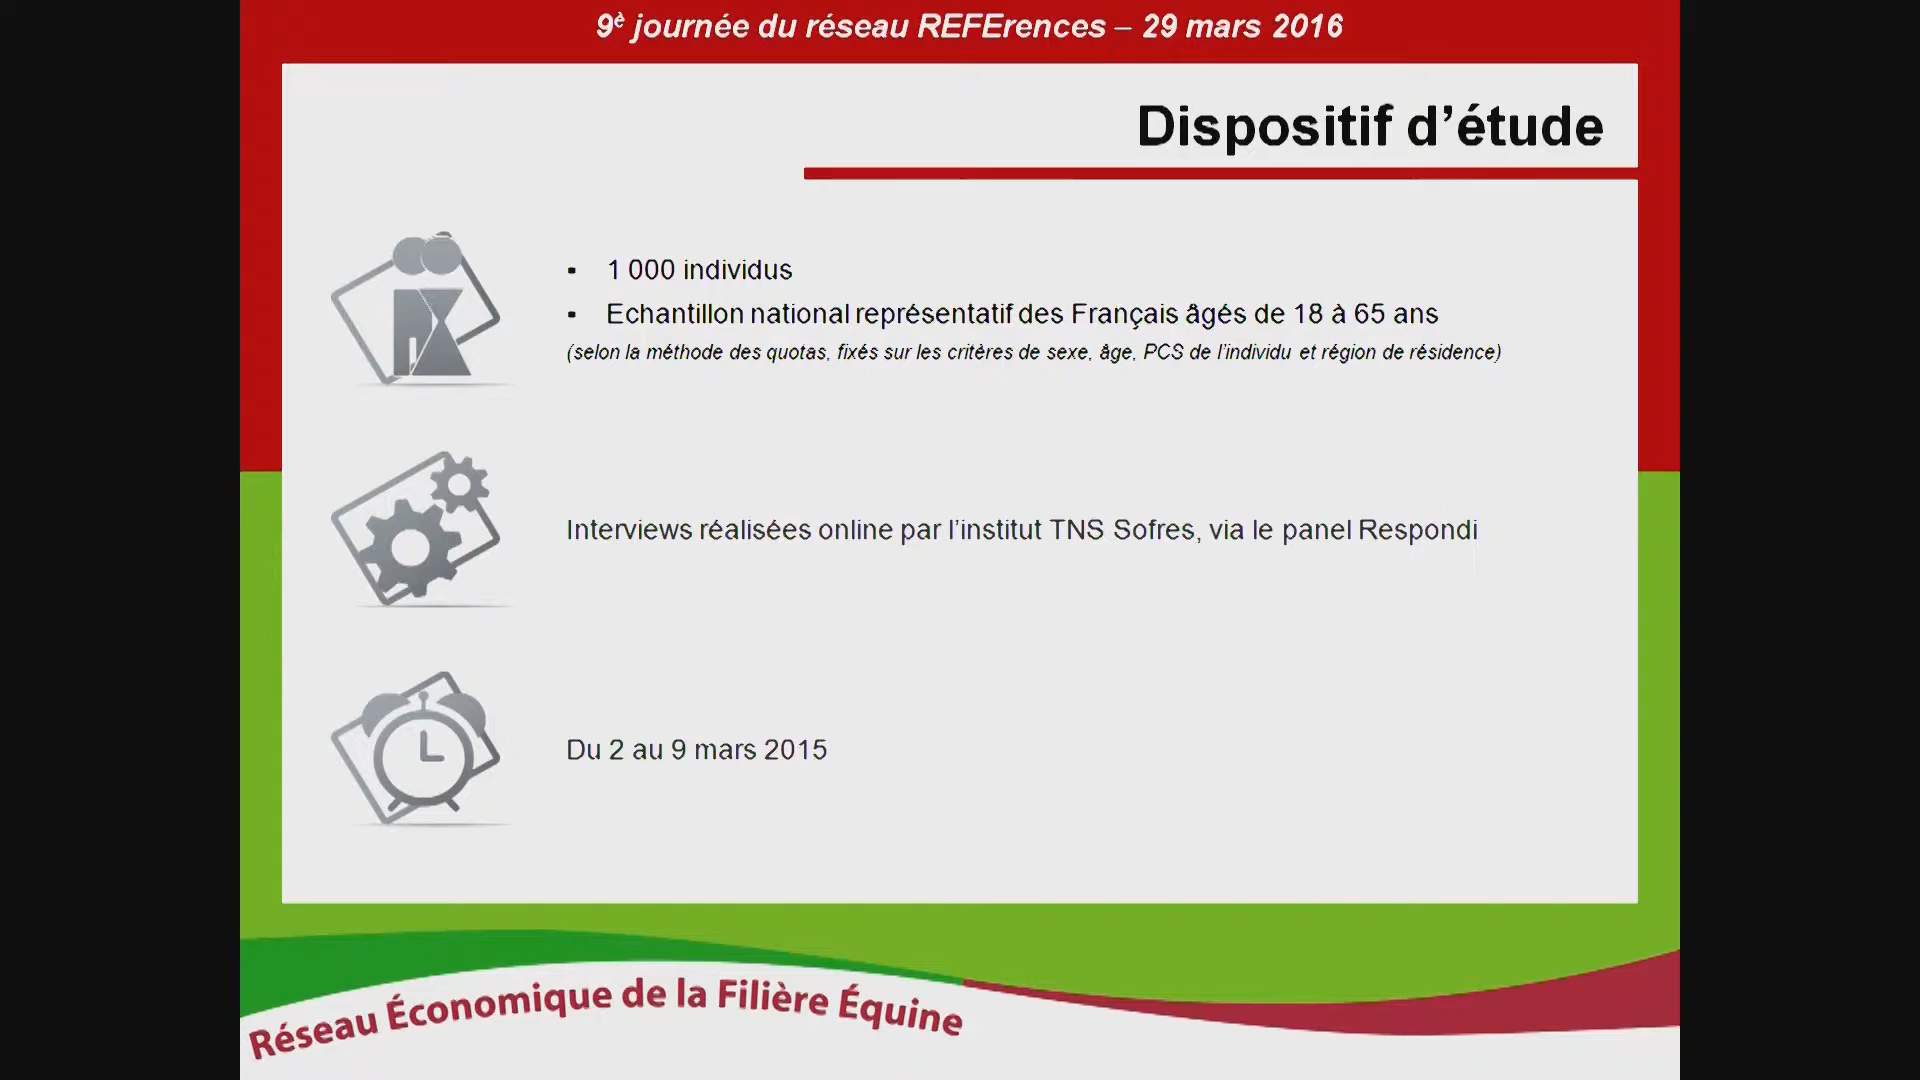 9è journée du réseau REFErences – 29 mars 2016
Dispositif d’étude
▪ 1 000 individus
▪ Echantillon national représentatif des Français âgés de 18 à 65 ans
(selon la méthode des quotas, fixés sur les critères de sexe, âge, PCS de l’individu et région de résidence)
Interviews réalisées online par l’institut TNS Sofres, via le panel Respondi
Du 2 au 9 mars 2015
Réseau Économique de la Filière Équine